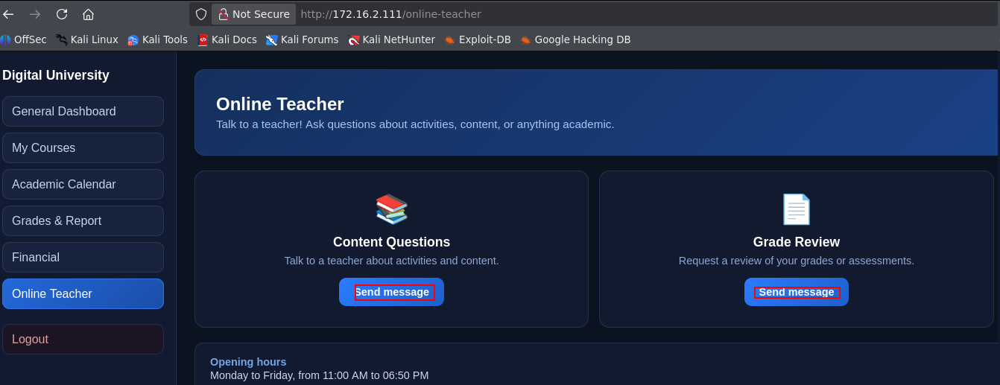 Not Secure http://172.16.2.111/online-teacher
OffSec Kali Linux Kali Tools Kali Docs Kali Forums Kali NetHunter Exploit-DB Google Hacking DB
Digital University
General Dashboard
My Courses
Academic Calendar
Grades & Report
Financial
Online Teacher
Logout
Online Teacher
Talk to a teacher! Ask questions about activities, content, or anything academic.
Content Questions
Talk to a teacher about activities and content.
Send message
Grade Review
Request a review of your grades or assessments.
Send message
Opening hours
Monday to Friday, from 11:00 AM to 06:50 PM